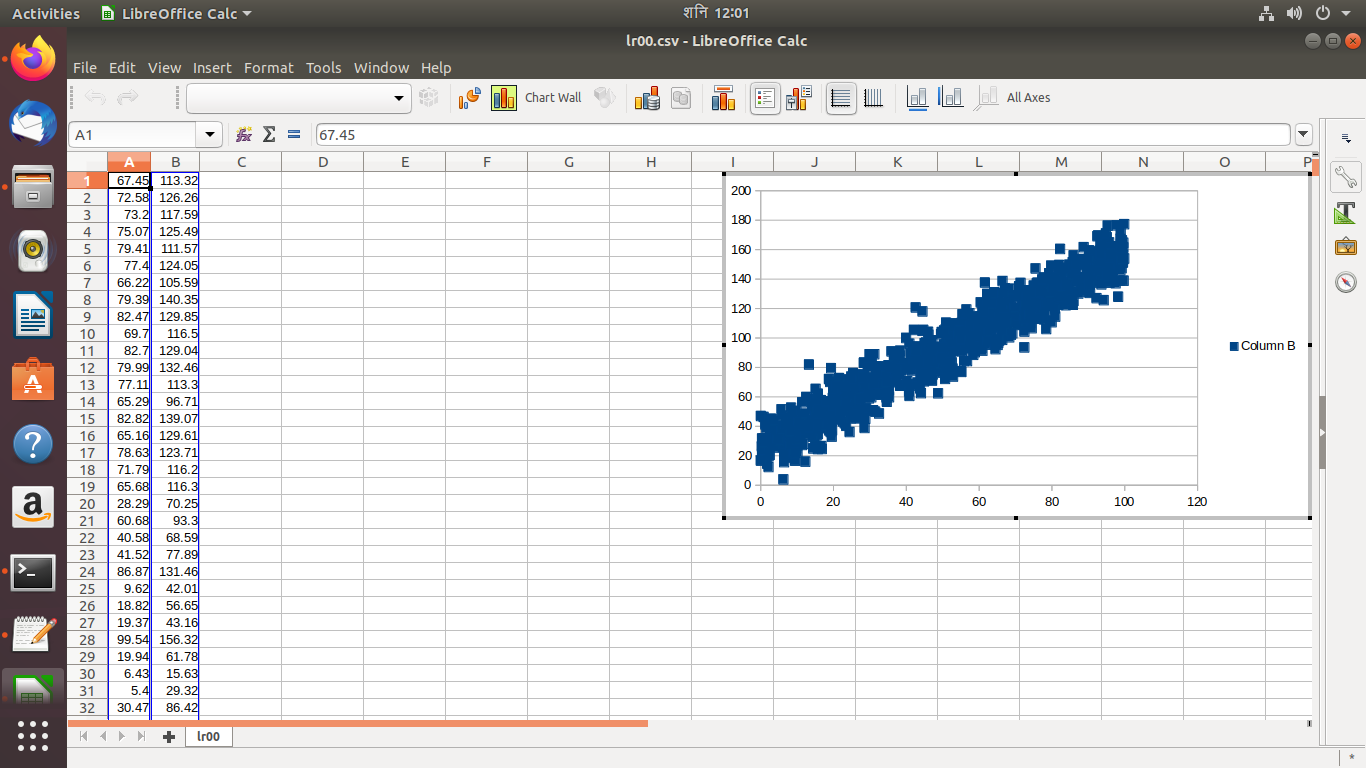 Activities LibreOffice Calc शनि 12:01
lr00.csv - LibreOffice Calc
File Edit View Insert Format Tools Window Help
Chart Wall All Axes
A1 67.45
A B C D E F G H I J K L M N O P
1 67.45 113.32
2 72.58 126.26
3 73.2 117.59
4 75.07 125.49
5 79.41 111.57
6 77.4 124.05
7 66.22 105.59
8 79.39 140.35
9 82.47 129.85
10 69.7 116.5
11 82.7 129.04
12 79.99 132.46
13 77.11 113.3
14 65.29 96.71
15 82.82 139.07
16 65.16 129.61
17 78.63 123.71
18 71.79 116.2
19 65.68 116.3
20 28.29 70.25
21 60.68 93.3
22 40.58 68.59
23 41.52 77.89
24 86.87 131.46
25 9.62 42.01
26 18.82 56.65
27 19.37 43.16
28 99.54 156.32
29 19.94 61.78
30 6.43 15.63
31 5.4 29.32
32 30.47 86.42
200
180
160
140
120
100
80
60
40
20
0
0 20 40 60 80 100 120
Column B
lr00